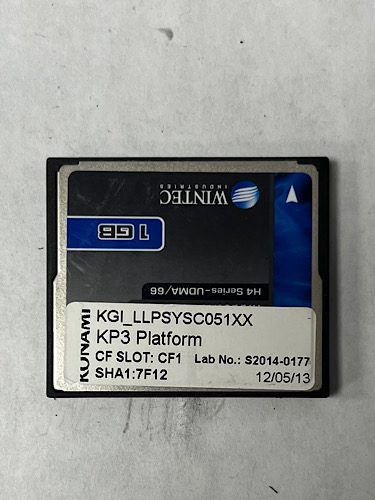 WINTEC
INDUSTRIES
1 GB
H4 Series-UDMA/66
KONAMI
KGI_LLPSYSC051XX
KP3 Platform
CF SLOT: CF1 Lab No.: S2014-0177
SHA1:7F12
12/05/13